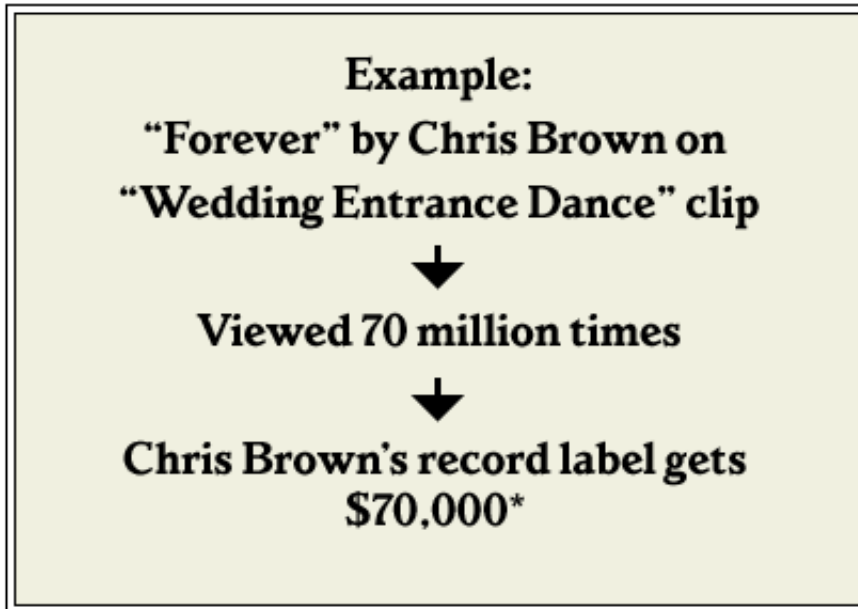 Example:
“Forever” by Chris Brown on
“Wedding Entrance Dance” clip
Viewed 70 million times
Chris Brown’s record label gets
$70,000*